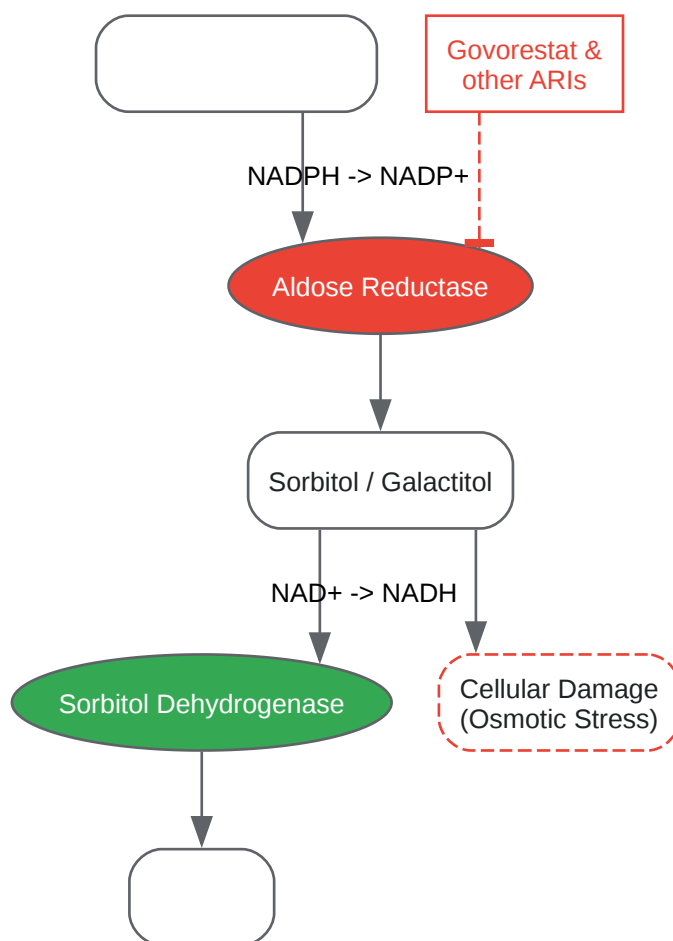 Govorestat &
other ARIs
NADPH -> NADP+
Aldose Reductase
Sorbitol / Galactitol
NAD+ -> NADH
Sorbitol Dehydrogenase
Cellular Damage
(Osmotic Stress)